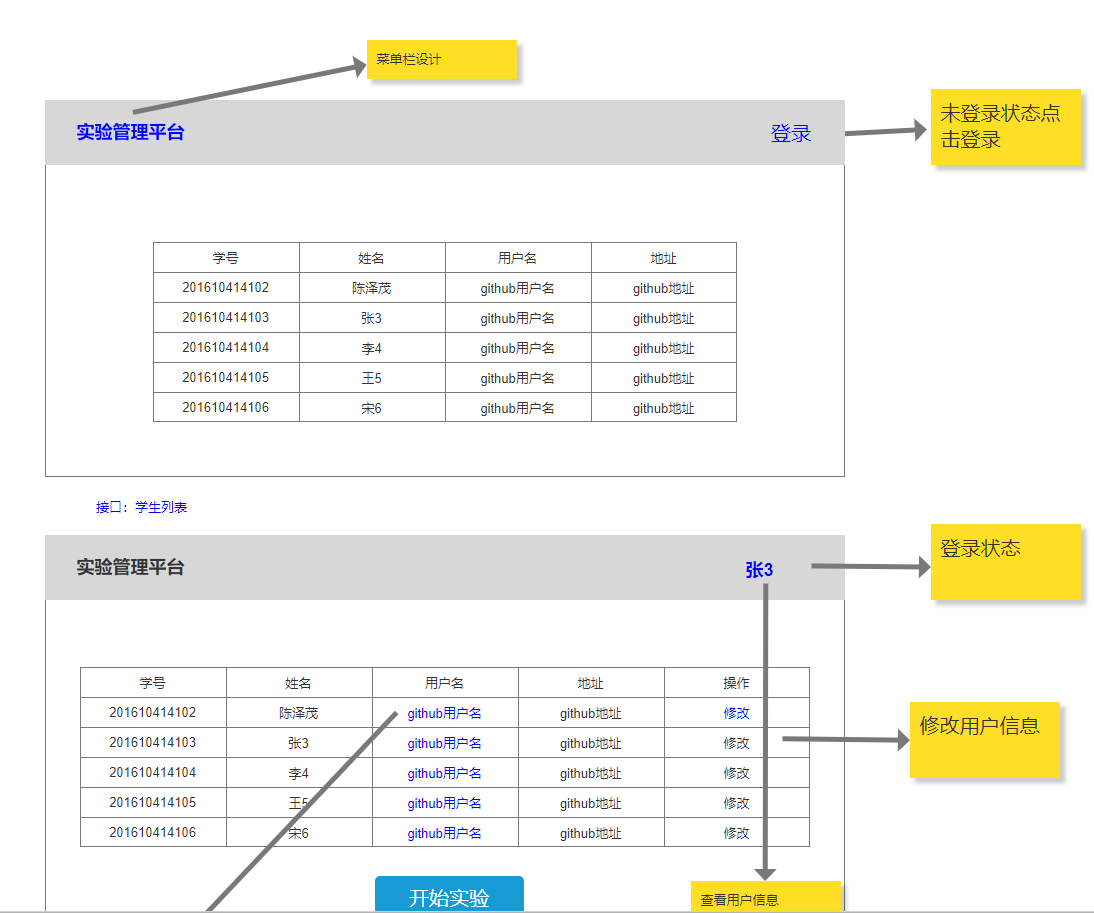 菜单栏设计
实验管理平台 登录
未登录状态点
击登录
学号 姓名 用户名 地址
201610414102 陈泽茂 github用户名 github地址
201610414103 张3 github用户名 github地址
201610414104 李4 github用户名 github地址
201610414105 王5 github用户名 github地址
201610414106 宋6 github用户名 github地址
接口：学生列表
实验管理平台 张3
登录状态
学号 姓名 用户名 地址 操作
201610414102 陈泽茂 github用户名 github地址 修改
201610414103 张3 github用户名 github地址 修改
201610414104 李4 github用户名 github地址 修改
201610414105 王5 github用户名 github地址 修改
201610414106 宋6 github用户名 github地址 修改
修改用户信息
开始实验
查看用户信息